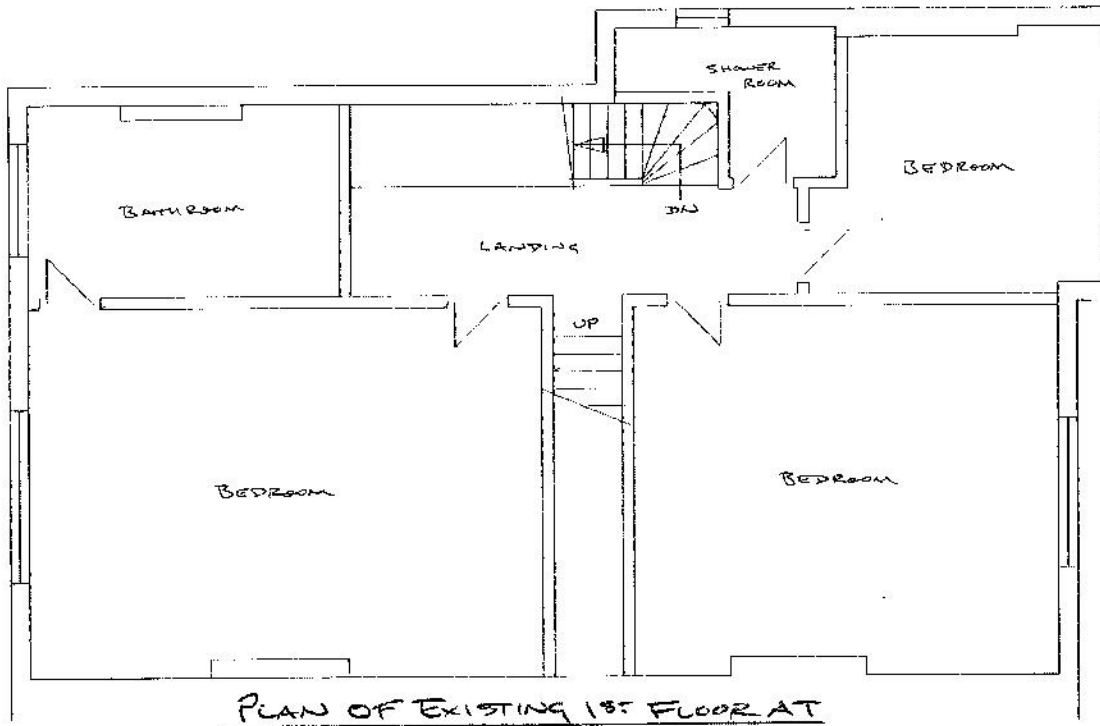 SHOWER
ROOM
BEDROOM
BATHROOM
DN
LANDING
UP
BEDROOM
BEDROOM
PLAN OF EXISTING 1ST FLOOR AT